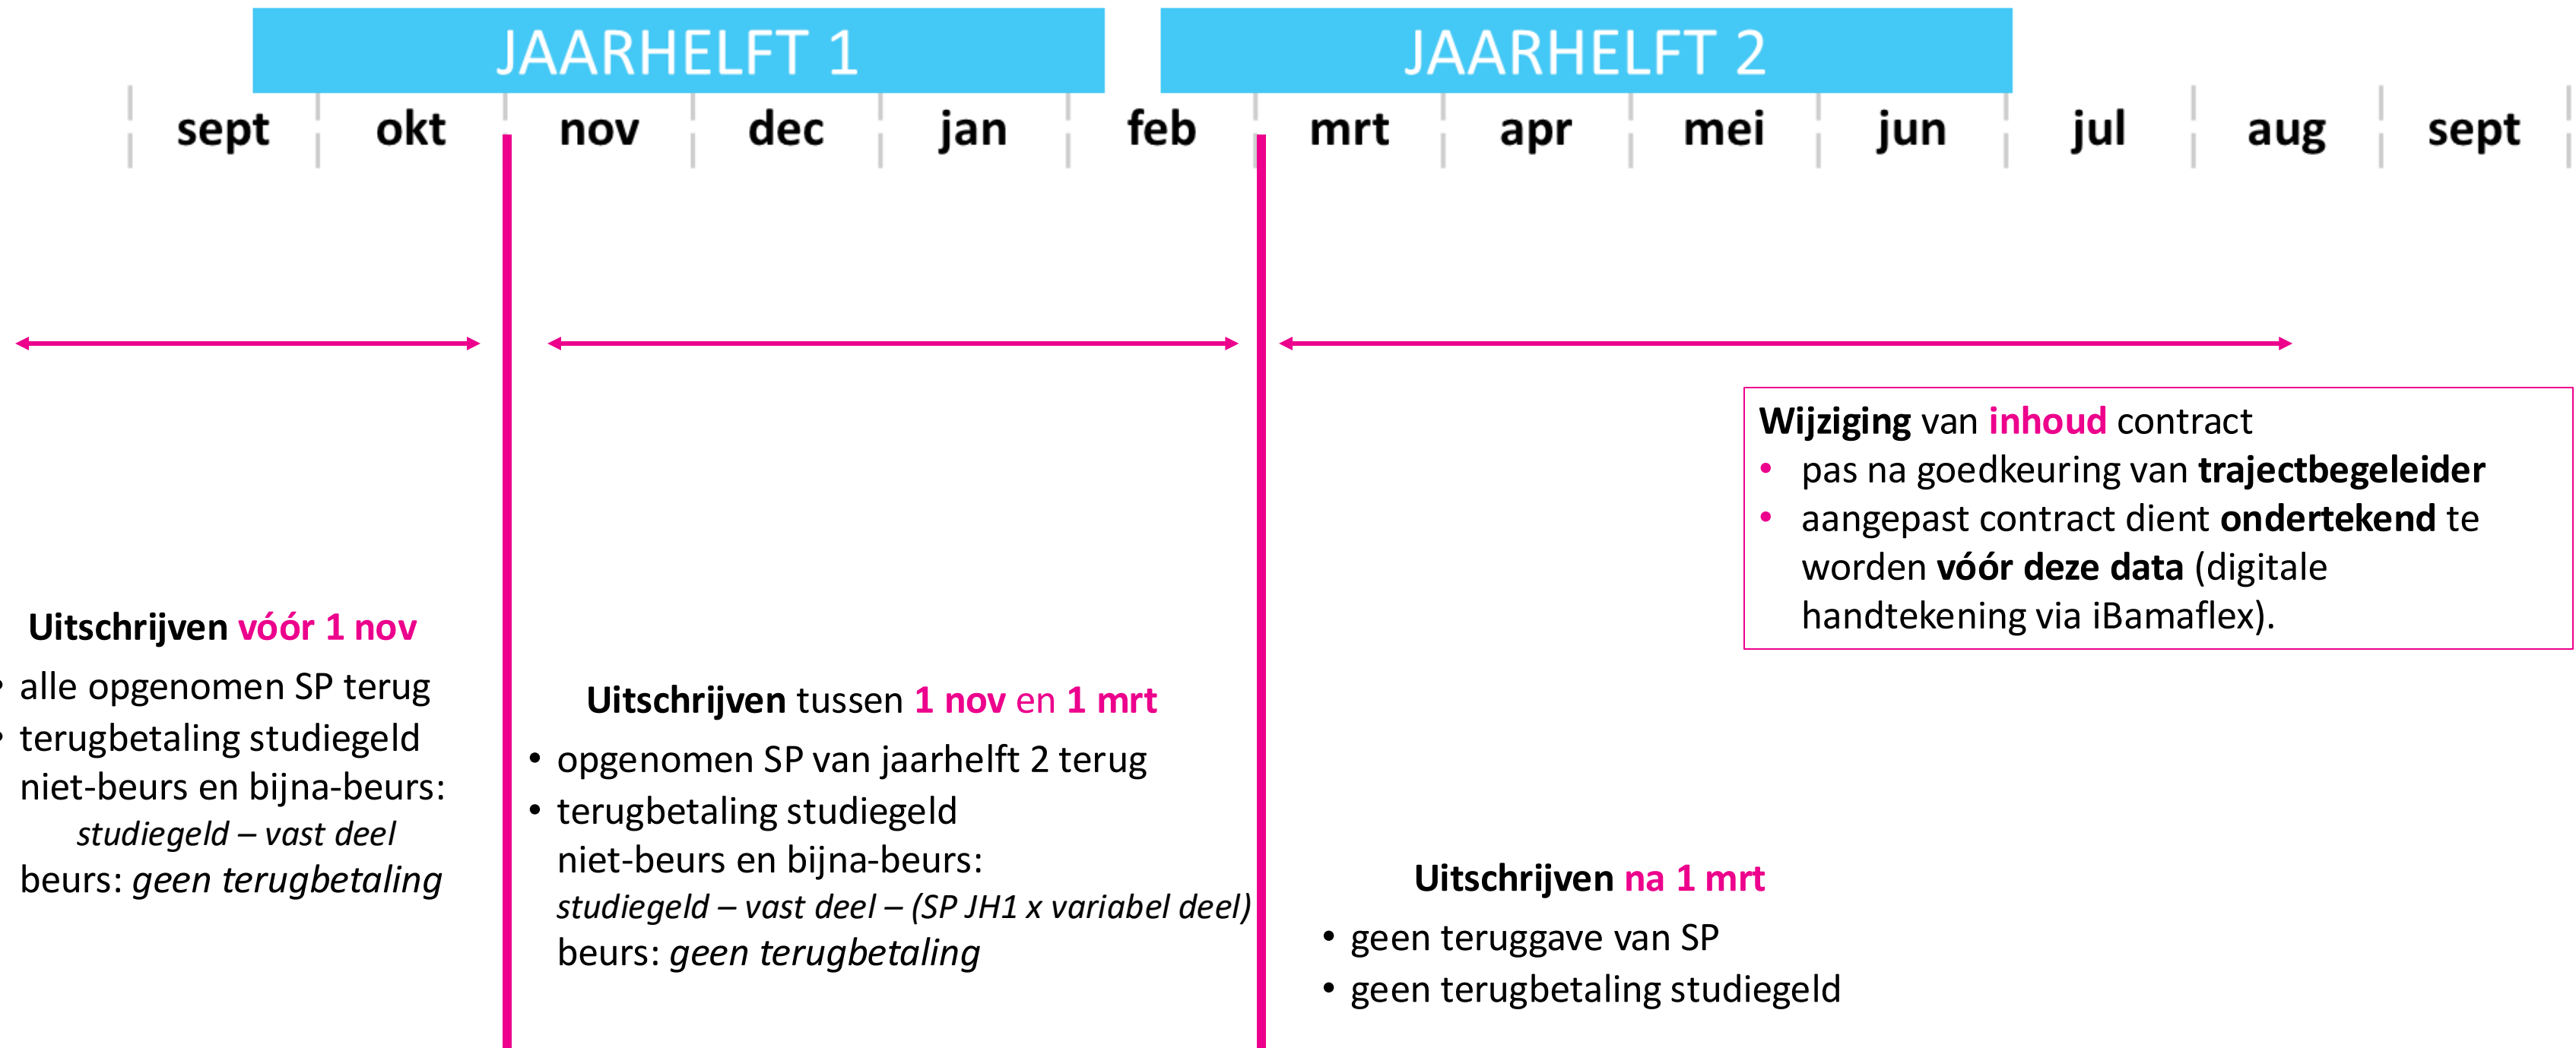 JAARHELFT 1
JAARHELFT 2
sept okt nov dec jan feb mrt apr mei jun jul aug sept
Wijziging van inhoud contract
• pas na goedkeuring van trajectbegeleider
• aangepast contract dient ondertekend te
worden vóór deze data (digitale
handtekening via iBamaflex).
Uitschrijven vóór 1 nov
• alle opgenomen SP terug
• terugbetaling studiegeld
niet-beurs en bijna-beurs:
studiegeld – vast deel
beurs: geen terugbetaling
Uitschrijven tussen 1 nov en 1 mrt
• opgenomen SP van jaarhelft 2 terug
• terugbetaling studiegeld
niet-beurs en bijna-beurs:
studiegeld – vast deel – (SP JH1 x variabel deel)
beurs: geen terugbetaling
Uitschrijven na 1 mrt
• geen teruggave van SP
• geen terugbetaling studiegeld